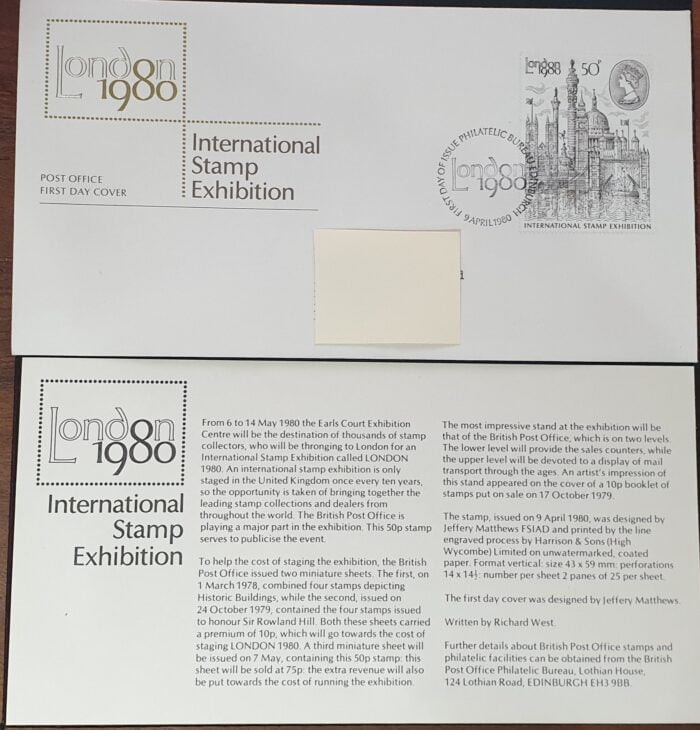 London
1980
International
Stamp
Exhibition
POST OFFICE
FIRST DAY COVER
London
1980
50P
INTERNATIONAL STAMP EXHIBITION
FIRST DAY OF ISSUE PHILATELIC BUREAU EDINBURGH
London
1980
9 APRIL 1980
London
1980
International
Stamp
Exhibition
From 6 to 14 May 1980 the Earls Court Exhibition
Centre will be the destination of thousands of stamp
collectors, who will be thronging to London for an
International Stamp Exhibition called LONDON
1980. An international stamp exhibition is only
staged in the United Kingdom once every ten years,
so the opportunity is taken of bringing together the
leading stamp collections and dealers from
throughout the world. The British Post Office is
playing a major part in the exhibition. This 50p stamp
serves to publicise the event.
To help the cost of staging the exhibition, the British
Post Office issued two miniature sheets. The first, on
1 March 1978, combined four stamps depicting
Historic Buildings, while the second, issued on
24 October 1979, contained the four stamps issued
to honour Sir Rowland Hill. Both these sheets carried
a premium of 10p, which will go towards the cost of
staging LONDON 1980. A third miniature sheet will
be issued on 7 May, containing this 50p stamp: this
sheet will be sold at 75p: the extra revenue will also
be put towards the cost of running the exhibition.
The most impressive stand at the exhibition will be
that of the British Post Office, which is on two levels.
The lower level will provide the sales counters, while
the upper level will be devoted to a display of mail
transport through the ages. An artist's impression of
this stand appeared on the cover of a 10p booklet of
stamps put on sale on 17 October 1979.
The stamp, issued on 9 April 1980, was designed by
Jeffery Matthews FSIAD and printed by the line
engraved process by Harrison & Sons (High
Wycombe) Limited on unwatermarked, coated
paper. Format vertical: size 43 x 59 mm: perforations
14 x 14½: number per sheet 2 panes of 25 per sheet.
The first day cover was designed by Jeffery Matthews.
Written by Richard West.
Further details about British Post Office stamps and
philatelic facilities can be obtained from the British
Post Office Philatelic Bureau, Lothian House,
124 Lothian Road, EDINBURGH EH3 9BB.